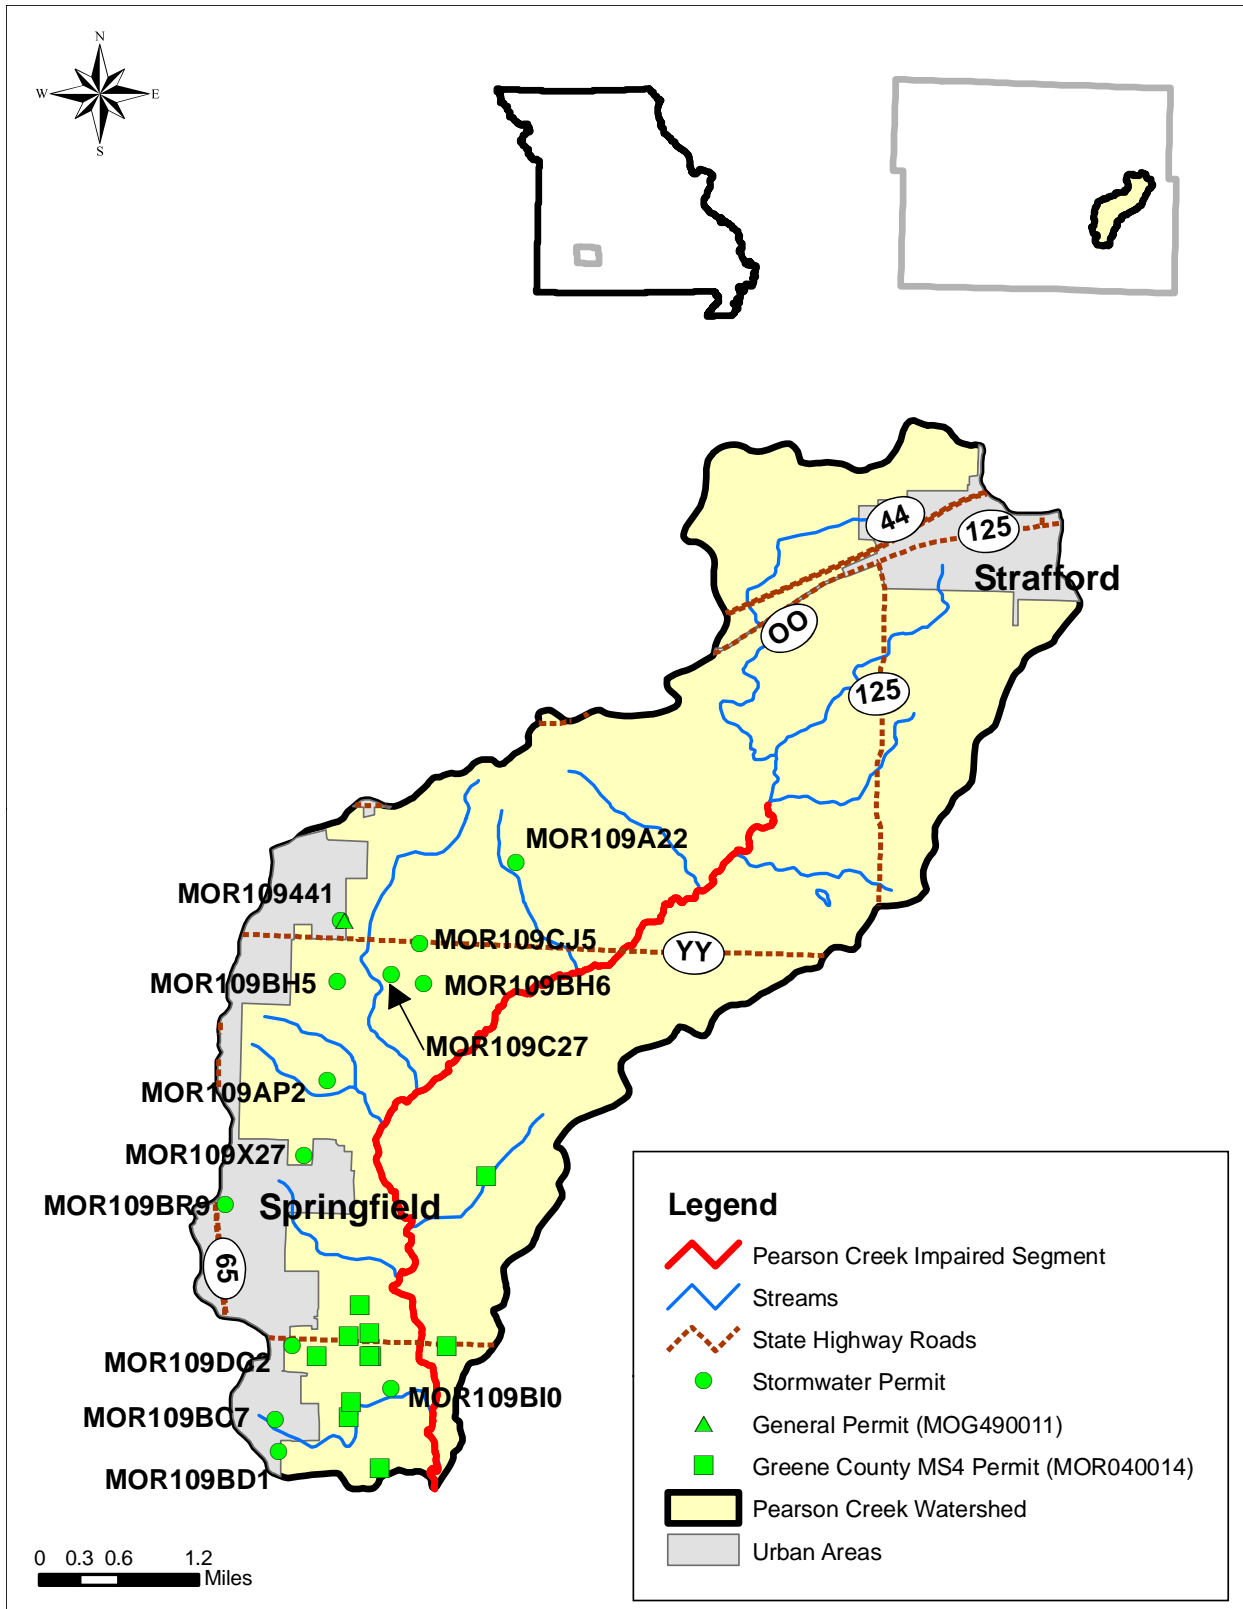 N
W E
S
44
125
Strafford
OO
125
MOR109A22
MOR109441
MOR109CJ5
YY
MOR109BH5
MOR109BH6
MOR109C27
MOR109AP2
MOR109X27
MOR109BR9
Springfield
65
MOR109DC2
MOR109BI0
MOR109BC7
MOR109BD1
Legend
Pearson Creek Impaired Segment
Streams
State Highway Roads
Stormwater Permit
General Permit (MOG490011)
Greene County MS4 Permit (MOR040014)
Pearson Creek Watershed
Urban Areas
0 0.3 0.6 1.2
Miles